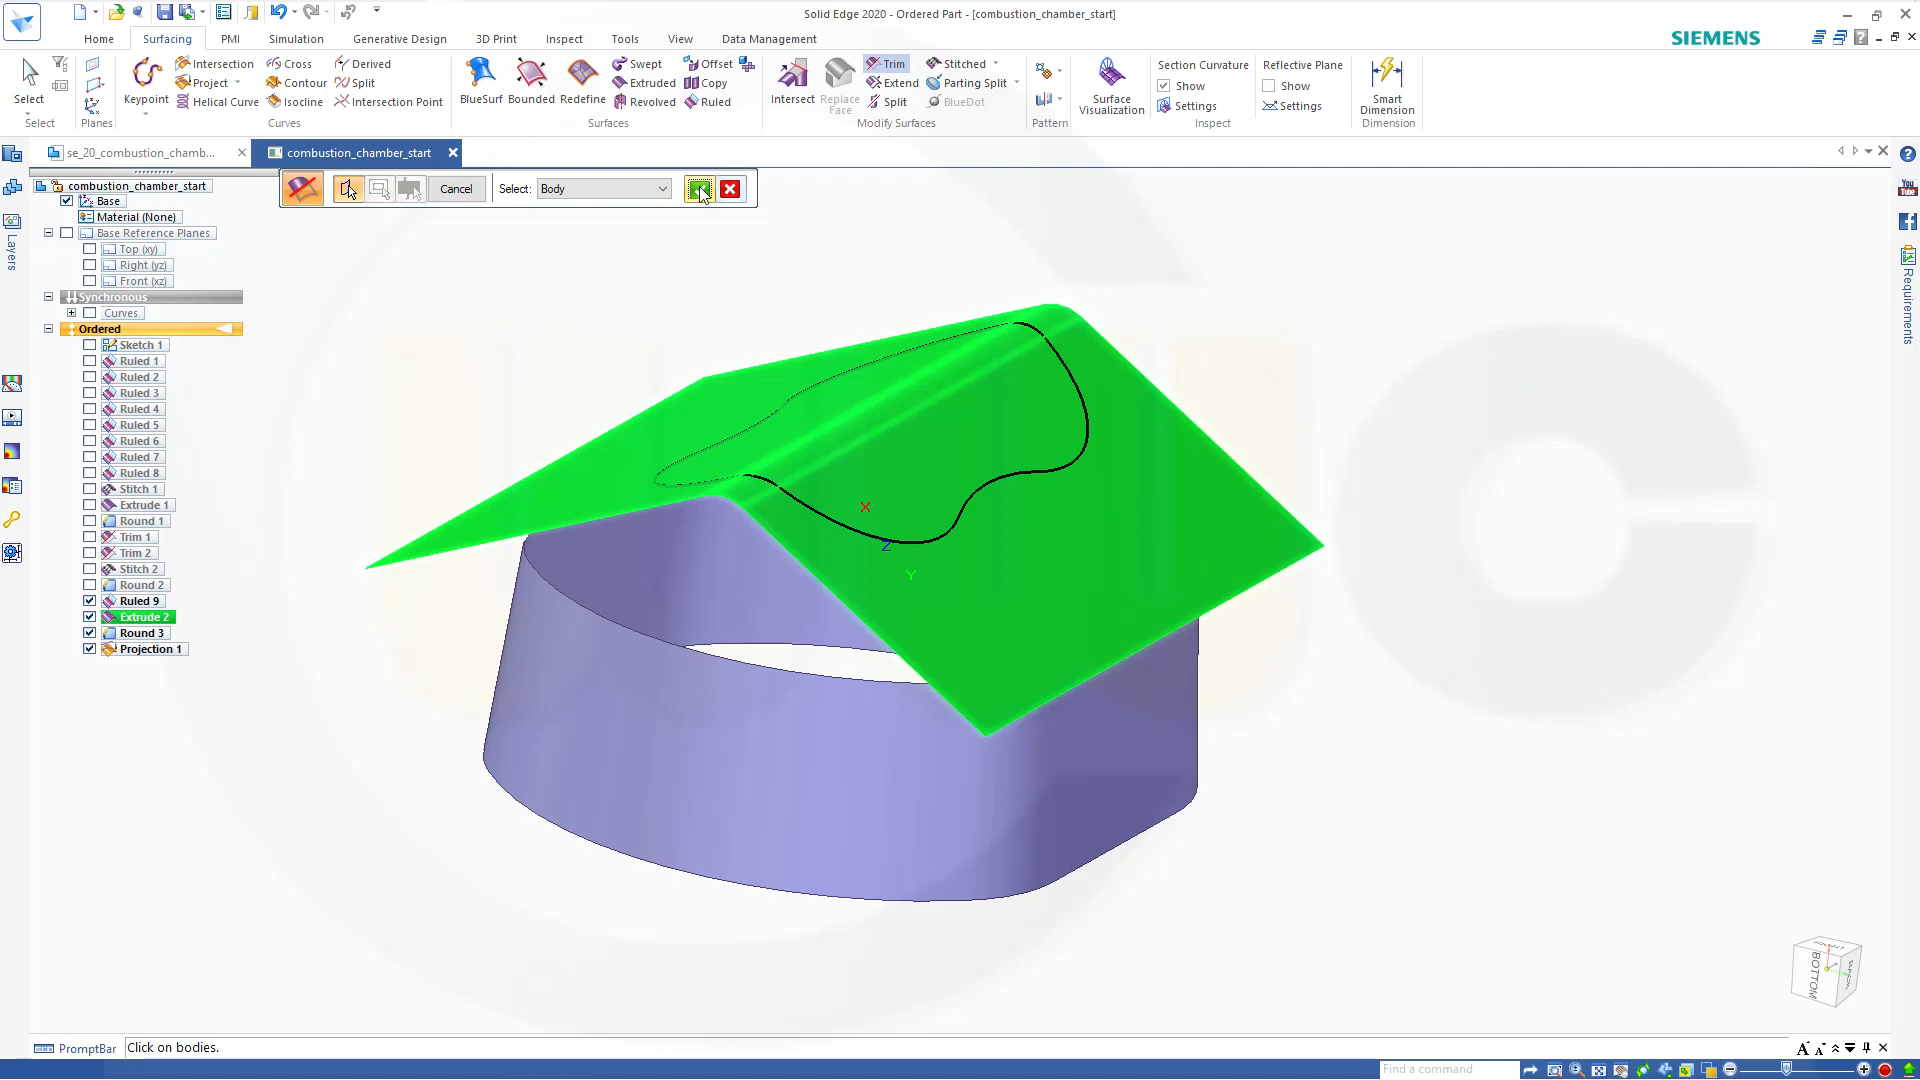 Solid Edge 2020 - Ordered Part - [combustion_chamber_start]
Home Surfacing PMI Simulation Generative Design 3D Print Inspect Tools View Data Management
SIEMENS
Select
Select
Planes
Keypoint
Intersection
Project
Helical Curve
Cross
Contour
Isocline
Derived
Split
Intersection Point
Curves
BlueSurf
Bounded
Redefine
Swept
Extruded
Revolved
Offset
Copy
Ruled
Surfaces
Intersect
Replace Face
Trim
Extend
Split
Stitched
Parting Split
BlueDot
Modify Surfaces
Pattern
Surface Visualization
Section Curvature
Show
Settings
Inspect
Reflective Plane
Show
Settings
Smart Dimension
Dimension
se_20_combustion_chamb...
combustion_chamber_start
Cancel
Select:
Body
combustion_chamber_start
Base
Material (None)
Base Reference Planes
Top (xy)
Right (yz)
Front (xz)
Synchronous
Curves
Ordered
Sketch 1
Ruled 1
Ruled 2
Ruled 3
Ruled 4
Ruled 5
Ruled 6
Ruled 7
Ruled 8
Stitch 1
Extrude 1
Round 1
Trim 1
Trim 2
Stitch 2
Round 2
Ruled 9
Extrude 2
Round 3
Projection 1
Layers
Requirements
You
Tube
X
Z
Y
BOTTOM
PromptBar
Click on bodies.
Find a command